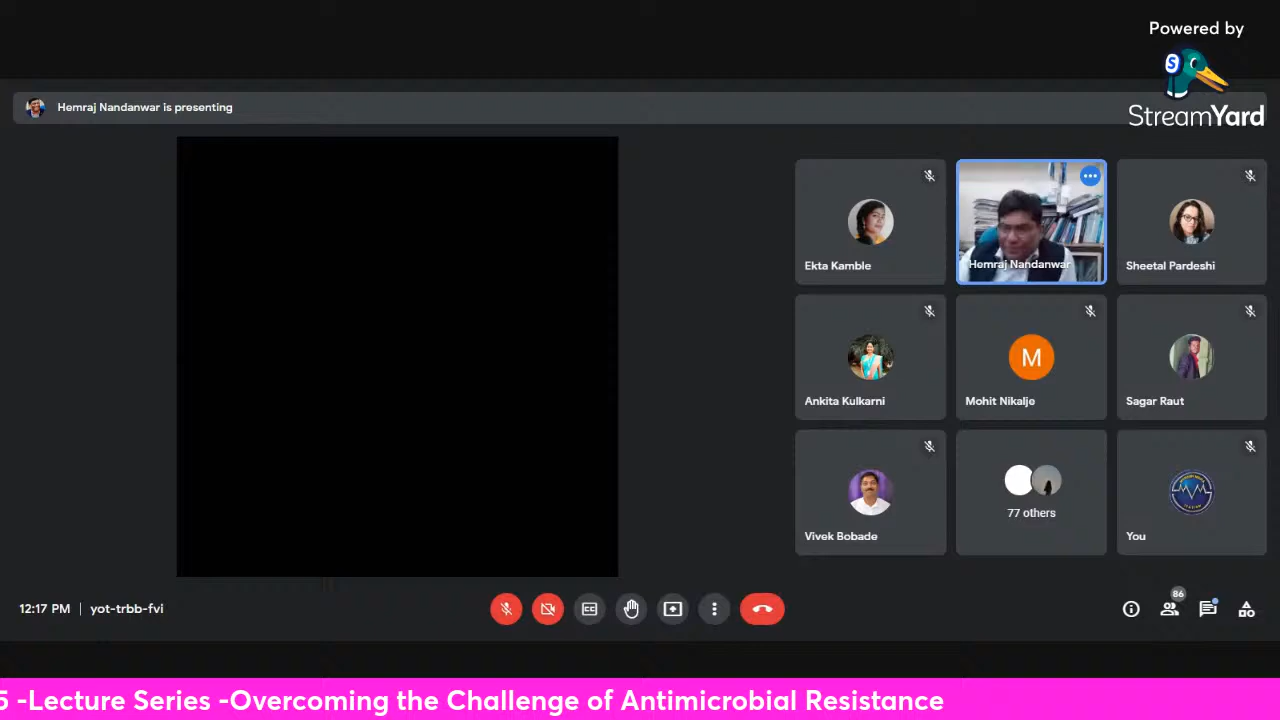 Powered by
S
StreamYard
Hemraj Nandanwar is presenting
Ekta Kamble
Hemraj Nandanwar
Sheetal Pardeshi
Ankita Kulkarni
M
Mohit Nikalje
Sagar Raut
Vivek Bobade
77 others
You
12:17 PM | yot-trbb-fvi
CC
86
5 -Lecture Series -Overcoming the Challenge of Antimicrobial Resistance